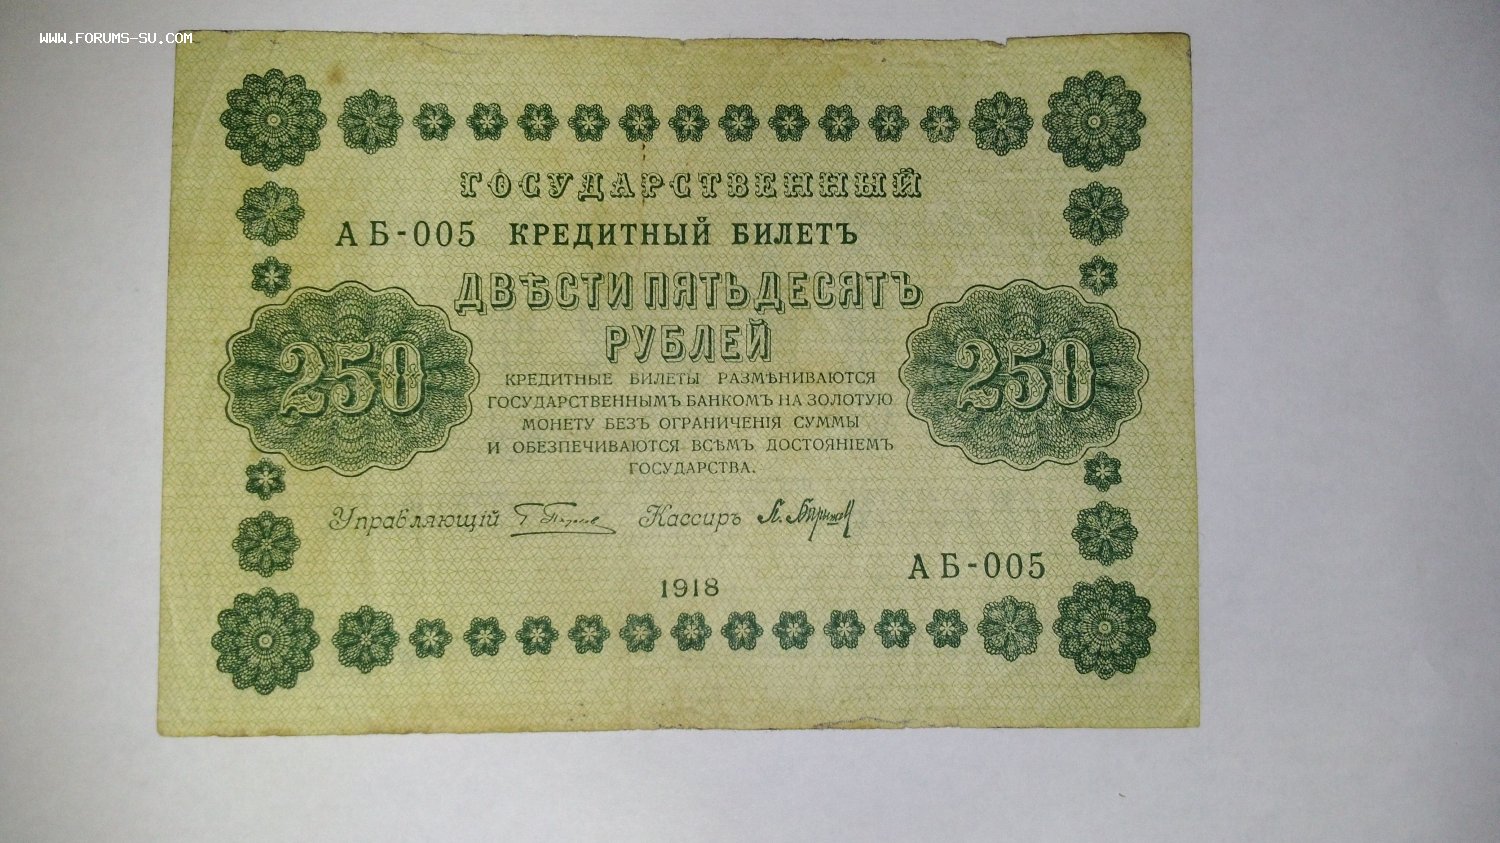 www.forums-su.com
ГОСУДАРСТВЕННЫЙ
АБ-005 КРЕДИТНЫЙ БИЛЕТЪ
ДВѢСТИ ПЯТЬДЕСЯТЪ
РУБЛЕЙ
250
250
КРЕДИТНЫЕ БИЛЕТЫ РАЗМѢНИВАЮТСЯ
ГОСУДАРСТВЕННЫМЪ БАНКОМЪ НА ЗОЛОТУЮ
МОНЕТУ БЕЗЪ ОГРАНИЧЕНІЯ СУММЫ
И ОБЕЗПЕЧИВАЮТСЯ ВСѢМЪ ДОСТОЯНІЕМЪ
ГОСУДАРСТВА.
Управляющій Кассиръ
АБ-005
1918